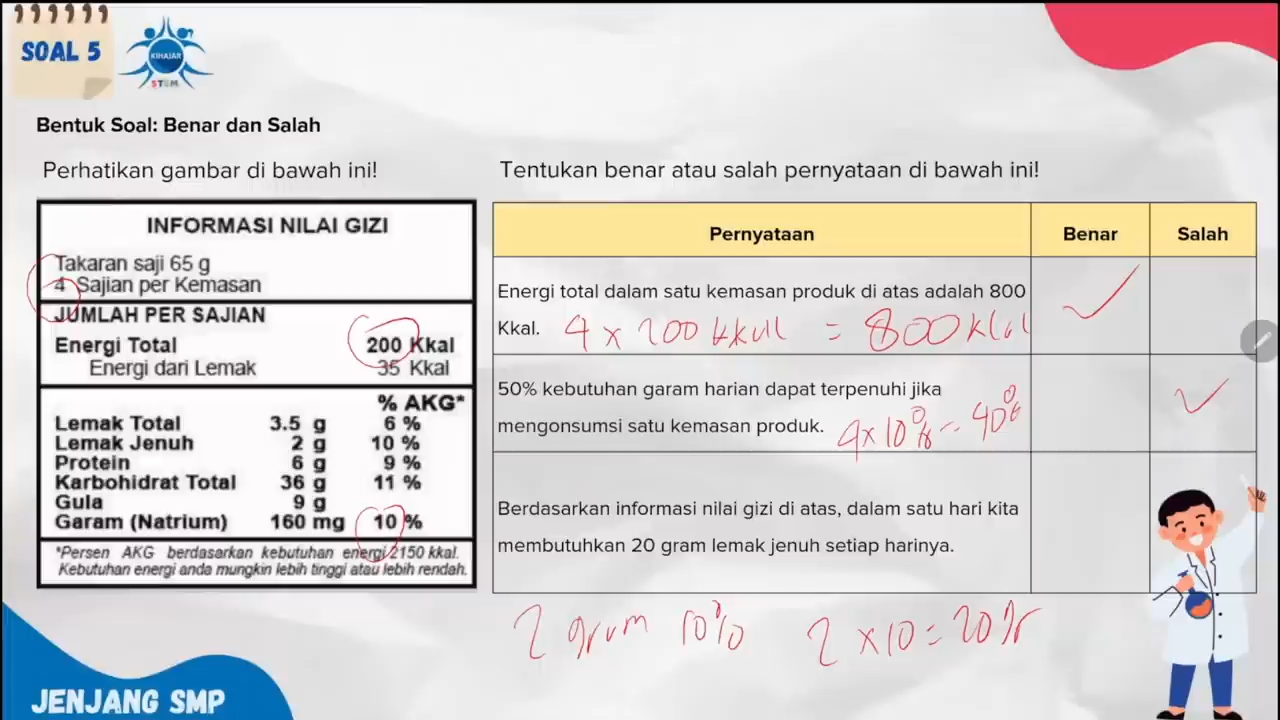 SOAL 5
KIHAJAR
STEM
Bentuk Soal: Benar dan Salah
Perhatikan gambar di bawah ini!
INFORMASI NILAI GIZI
Takaran saji 65 g
4 Sajian per Kemasan
JUMLAH PER SAJIAN
Energi Total 200 Kkal
Energi dari Lemak 35 Kkal
% AKG*
Lemak Total 3.5 g 6 %
Lemak Jenuh 2 g 10 %
Protein 6 g 9 %
Karbohidrat Total 36 g 11 %
Gula 9 g
Garam (Natrium) 160 mg 10 %
*Persen AKG berdasarkan kebutuhan energi 2150 kkal.
Kebutuhan energi anda mungkin lebih tinggi atau lebih rendah.
Tentukan benar atau salah pernyataan di bawah ini!
Pernyataan Benar Salah
Energi total dalam satu kemasan produk di atas adalah 800
Kkal. 4 x 200 kkal = 800 kkal
50% kebutuhan garam harian dapat terpenuhi jika
mengonsumsi satu kemasan produk. 4x10% = 40%
Berdasarkan informasi nilai gizi di atas, dalam satu hari kita
membutuhkan 20 gram lemak jenuh setiap harinya.
2 gram 10% 2 x 10 = 20 gr
JENJANG SMP